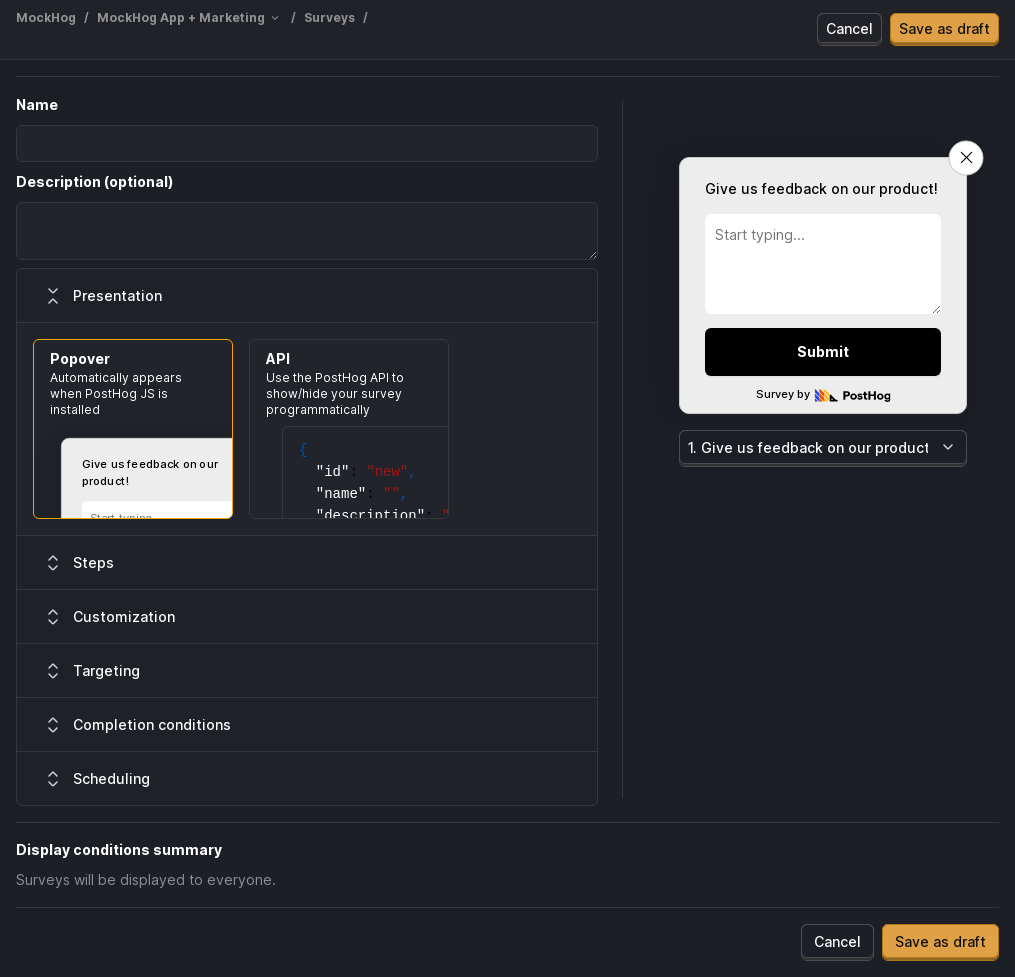 MockHog / MockHog App + Marketing / Surveys /
Cancel
Save as draft
Name
Description (optional)
Presentation
Popover
Automatically appears
when PostHog JS is
installed
Give us feedback on our
product!
Start typing...
API
Use the PostHog API to
show/hide your survey
programmatically
{
"id": "new",
"name": "",
"description": "
Steps
Customization
Targeting
Completion conditions
Scheduling
Give us feedback on our product!
Start typing...
Submit
Survey by PostHog
1. Give us feedback on our product
Display conditions summary
Surveys will be displayed to everyone.
Cancel
Save as draft